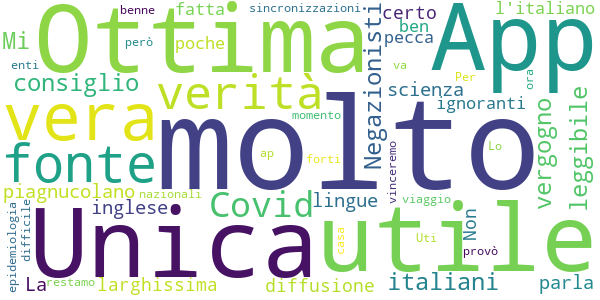 benne
sincronizzazioni
fatta
certo
l'italiano
Ottima
App
Mi
però
poche
ben
pecca
enti
va
Per
ora
consiglio
verità
Negazionisti
scienza
vera
molto
ignoranti
leggibile
momento
vergogno
fonte
ap
forti
vinceremo
Lo
piagnucolano
nazionali
Covid
lingue
viaggio
inglese
Unica
utile
Non
epidemiologia
difficile
casa
Uti
provò
La
restamo
larghissima
diffusione
italiani
parla